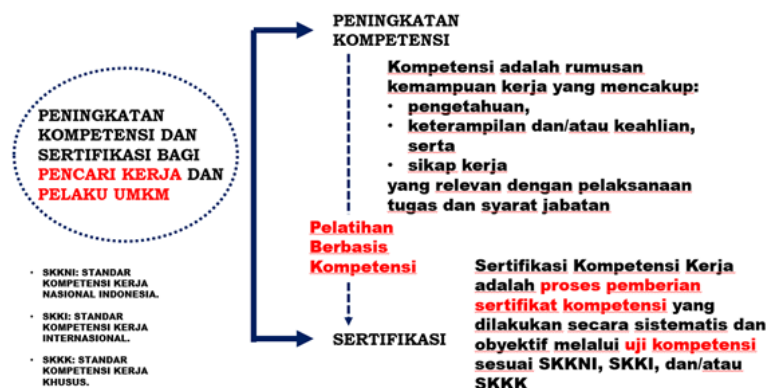 PENINGKATAN
KOMPETENSI DAN
SERTIFIKASI BAGI
PENCARI KERJA DAN
PELAKU UMKM
• SKKNI: STANDAR
KOMPETENSI KERJA
NASIONAL INDONESIA.
• SKKI: STANDAR
KOMPETENSI KERJA
INTERNASIONAL.
• SKKK: STANDAR
KOMPETENSI KERJA
KHUSUS.
PENINGKATAN
KOMPETENSI
Kompetensi adalah rumusan
kemampuan kerja yang mencakup:
• pengetahuan,
• keterampilan dan/atau keahlian,
serta
• sikap kerja
yang relevan dengan pelaksanaan
tugas dan syarat jabatan
Pelatihan
Berbasis
Kompetensi
SERTIFIKASI
Sertifikasi Kompetensi Kerja
adalah proses pemberian
sertifikat kompetensi yang
dilakukan secara sistematis dan
obyektif melalui uji kompetensi
sesuai SKKNI, SKKI, dan/atau
SKKK